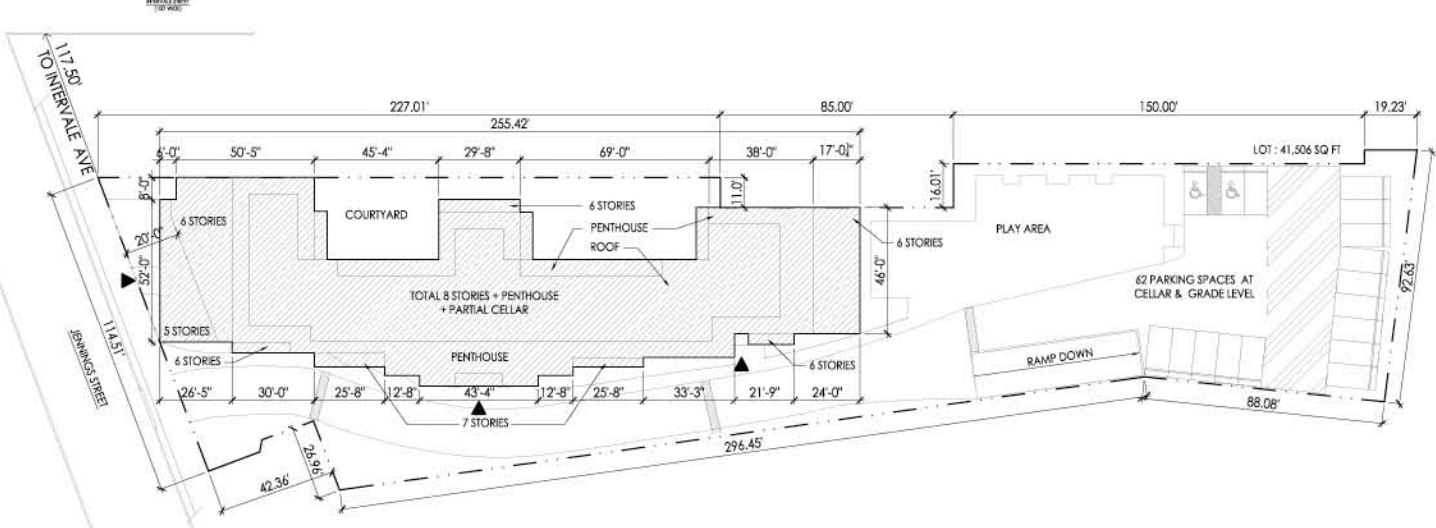 117.50'
TO INTERVALE AVE
227.01'
85.00'
150.00'
19.23'
255.42'
6'-0"
50'-5"
45'-4"
29'-8"
69'-0"
38'-0"
17'-0¾"
LOT : 41,506 SQ FT
8'-0"
11.0'
16.01'
COURTYARD
6 STORIES
6 STORIES
PENTHOUSE
ROOF
6 STORIES
PLAY AREA
20'-0"
52'-0"
46'-0"
TOTAL 8 STORIES + PENTHOUSE
+ PARTIAL CELLAR
62 PARKING SPACES AT
CELLAR & GRADE LEVEL
92.63'
5 STORIES
6 STORIES
PENTHOUSE
6 STORIES
RAMP DOWN
JENNINGS STREET
114.51'
26'-5"
30'-0"
25'-8"
12'-8"
43'-4"
12'-8"
25'-8"
33'-3"
21'-9"
24'-0"
7 STORIES
88.08'
296.45'
26.96'
42.36'